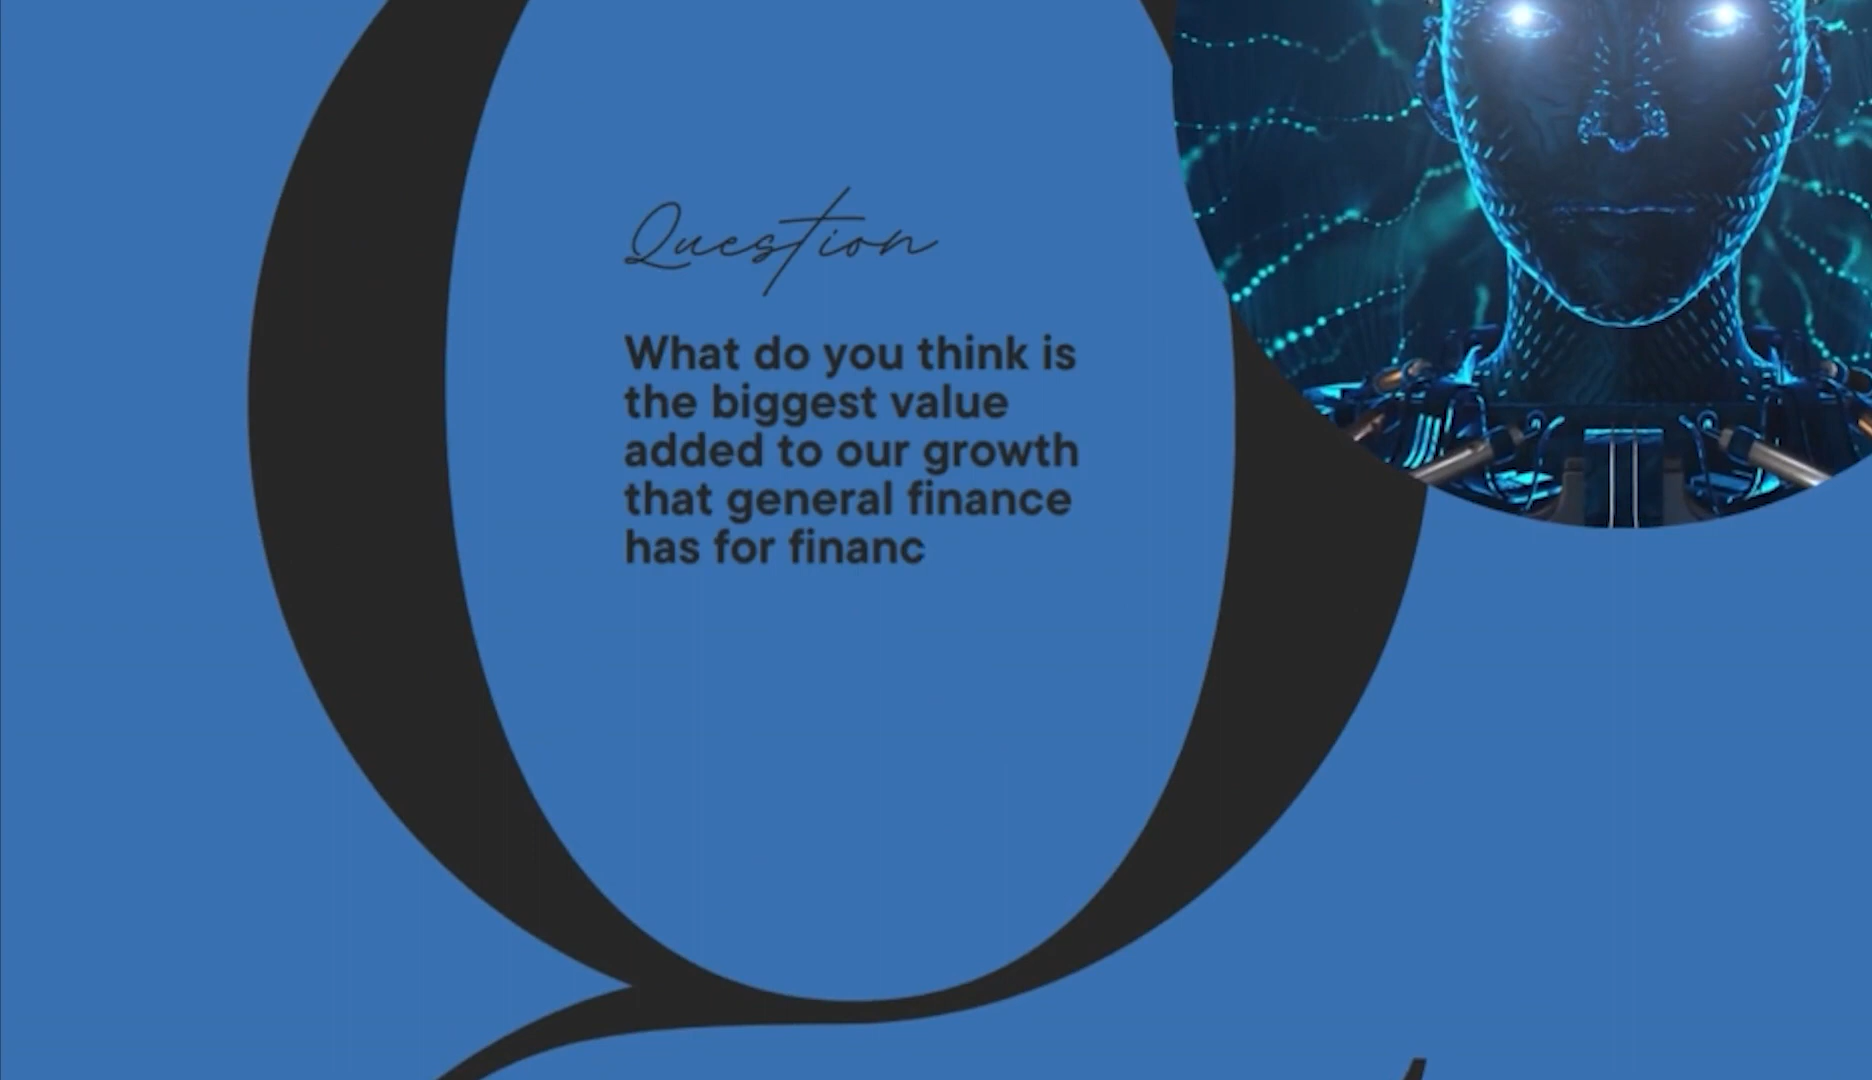 Question
What do you think is
the biggest value
added to our growth
that general finance
has for financ